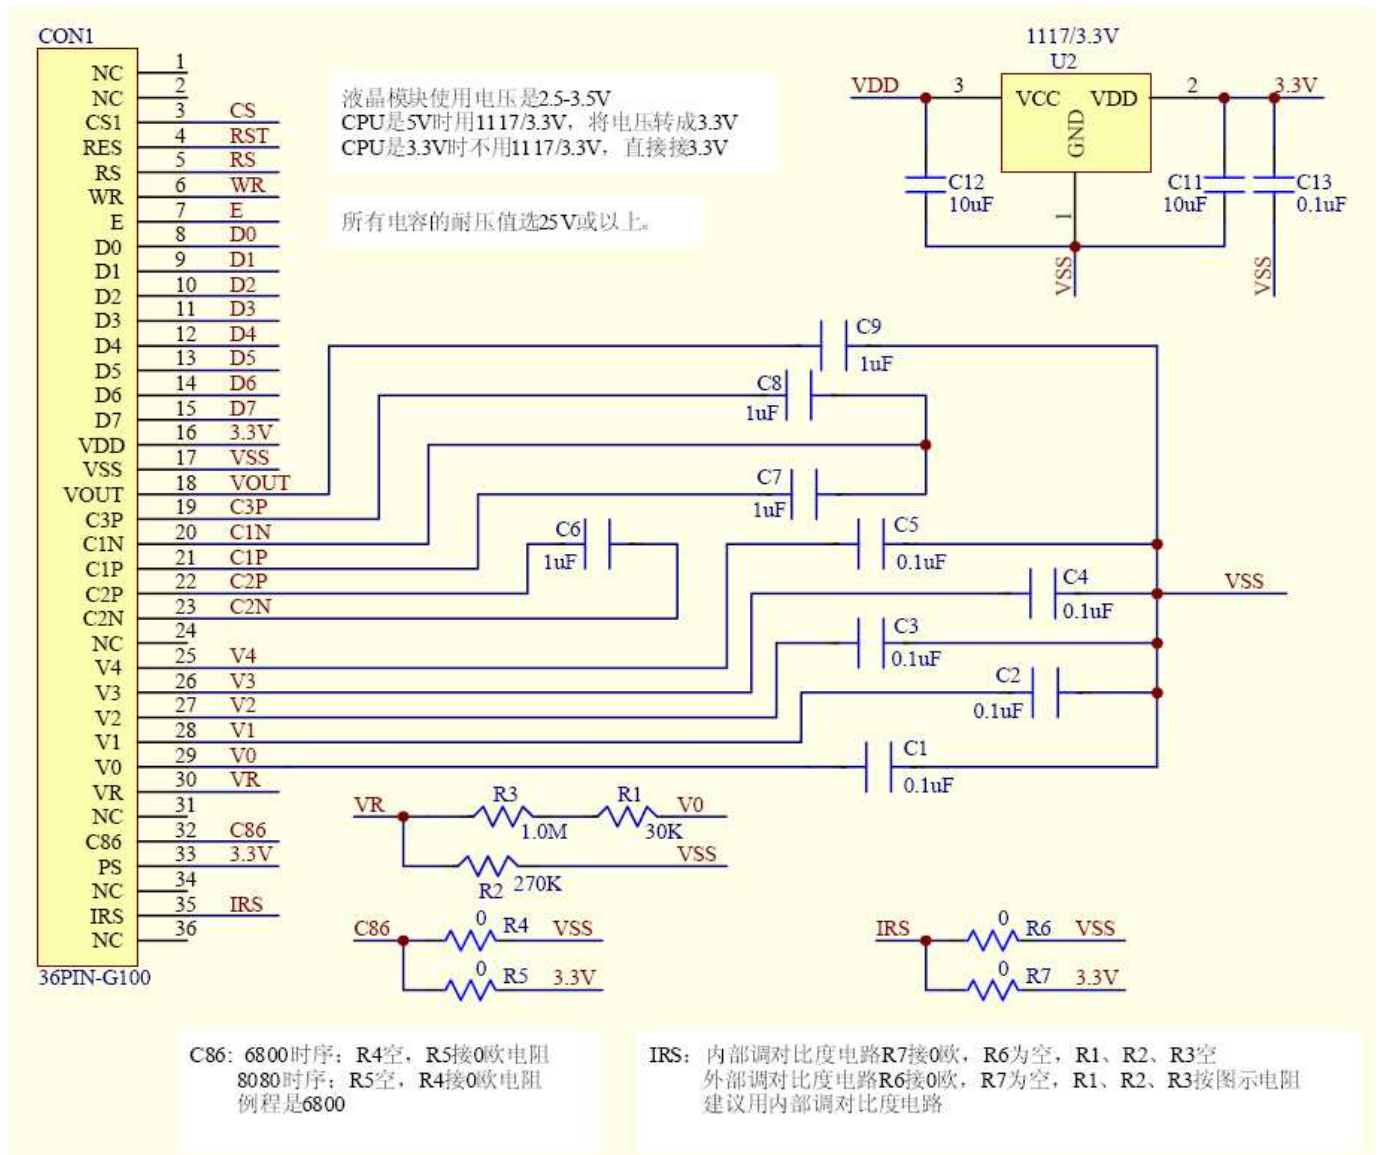 CON1
NC 1
NC 2
CS1 3 CS
RES 4 RST
RS 5 RS
WR 6 WR
E 7 E
D0 8 D0
D1 9 D1
D2 10 D2
D3 11 D3
D4 12 D4
D5 13 D5
D6 14 D6
D7 15 D7
VDD 16 3.3V
VSS 17 VSS
VOUT 18 VOUT
C3P 19 C3P
C1N 20 C1N
C1P 21 C1P
C2P 22 C2P
C2N 23 C2N
NC 24
V4 25 V4
V3 26 V3
V2 27 V2
V1 28 V1
V0 29 V0
VR 30 VR
NC 31
C86 32 C86
PS 33 3.3V
NC 34
IRS 35 IRS
NC 36
36PIN-G100
液晶模块使用电压是2.5-3.5V
CPU是5V时用1117/3.3V，将电压转成3.3V
CPU是3.3V时不用1117/3.3V，直接接3.3V
所有电容的耐压值选25V或以上。
1117/3.3V
U2
VDD 3 VCC VDD 2 3.3V
GND
1
C12
10uF
C11
10uF
C13
0.1uF
VSS
VSS
C9
1uF
C8
1uF
C7
1uF
C6
1uF
C5
0.1uF
C4
0.1uF
VSS
C3
0.1uF
C2
0.1uF
C1
0.1uF
VR R3 R1 V0
1.0M 30K
VSS
R2 270K
C86 0 R4 VSS
0 R5 3.3V
IRS 0 R6 VSS
0 R7 3.3V
C86：6800时序；R4空，R5接0欧电阻
8080时序；R5空，R4接0欧电阻
例程是6800
IRS：内部调对比度电路R7接0欧，R6为空，R1、R2、R3空
外部调对比度电路R6接0欧，R7为空，R1、R2、R3按图示电阻
建议用内部调对比度电路